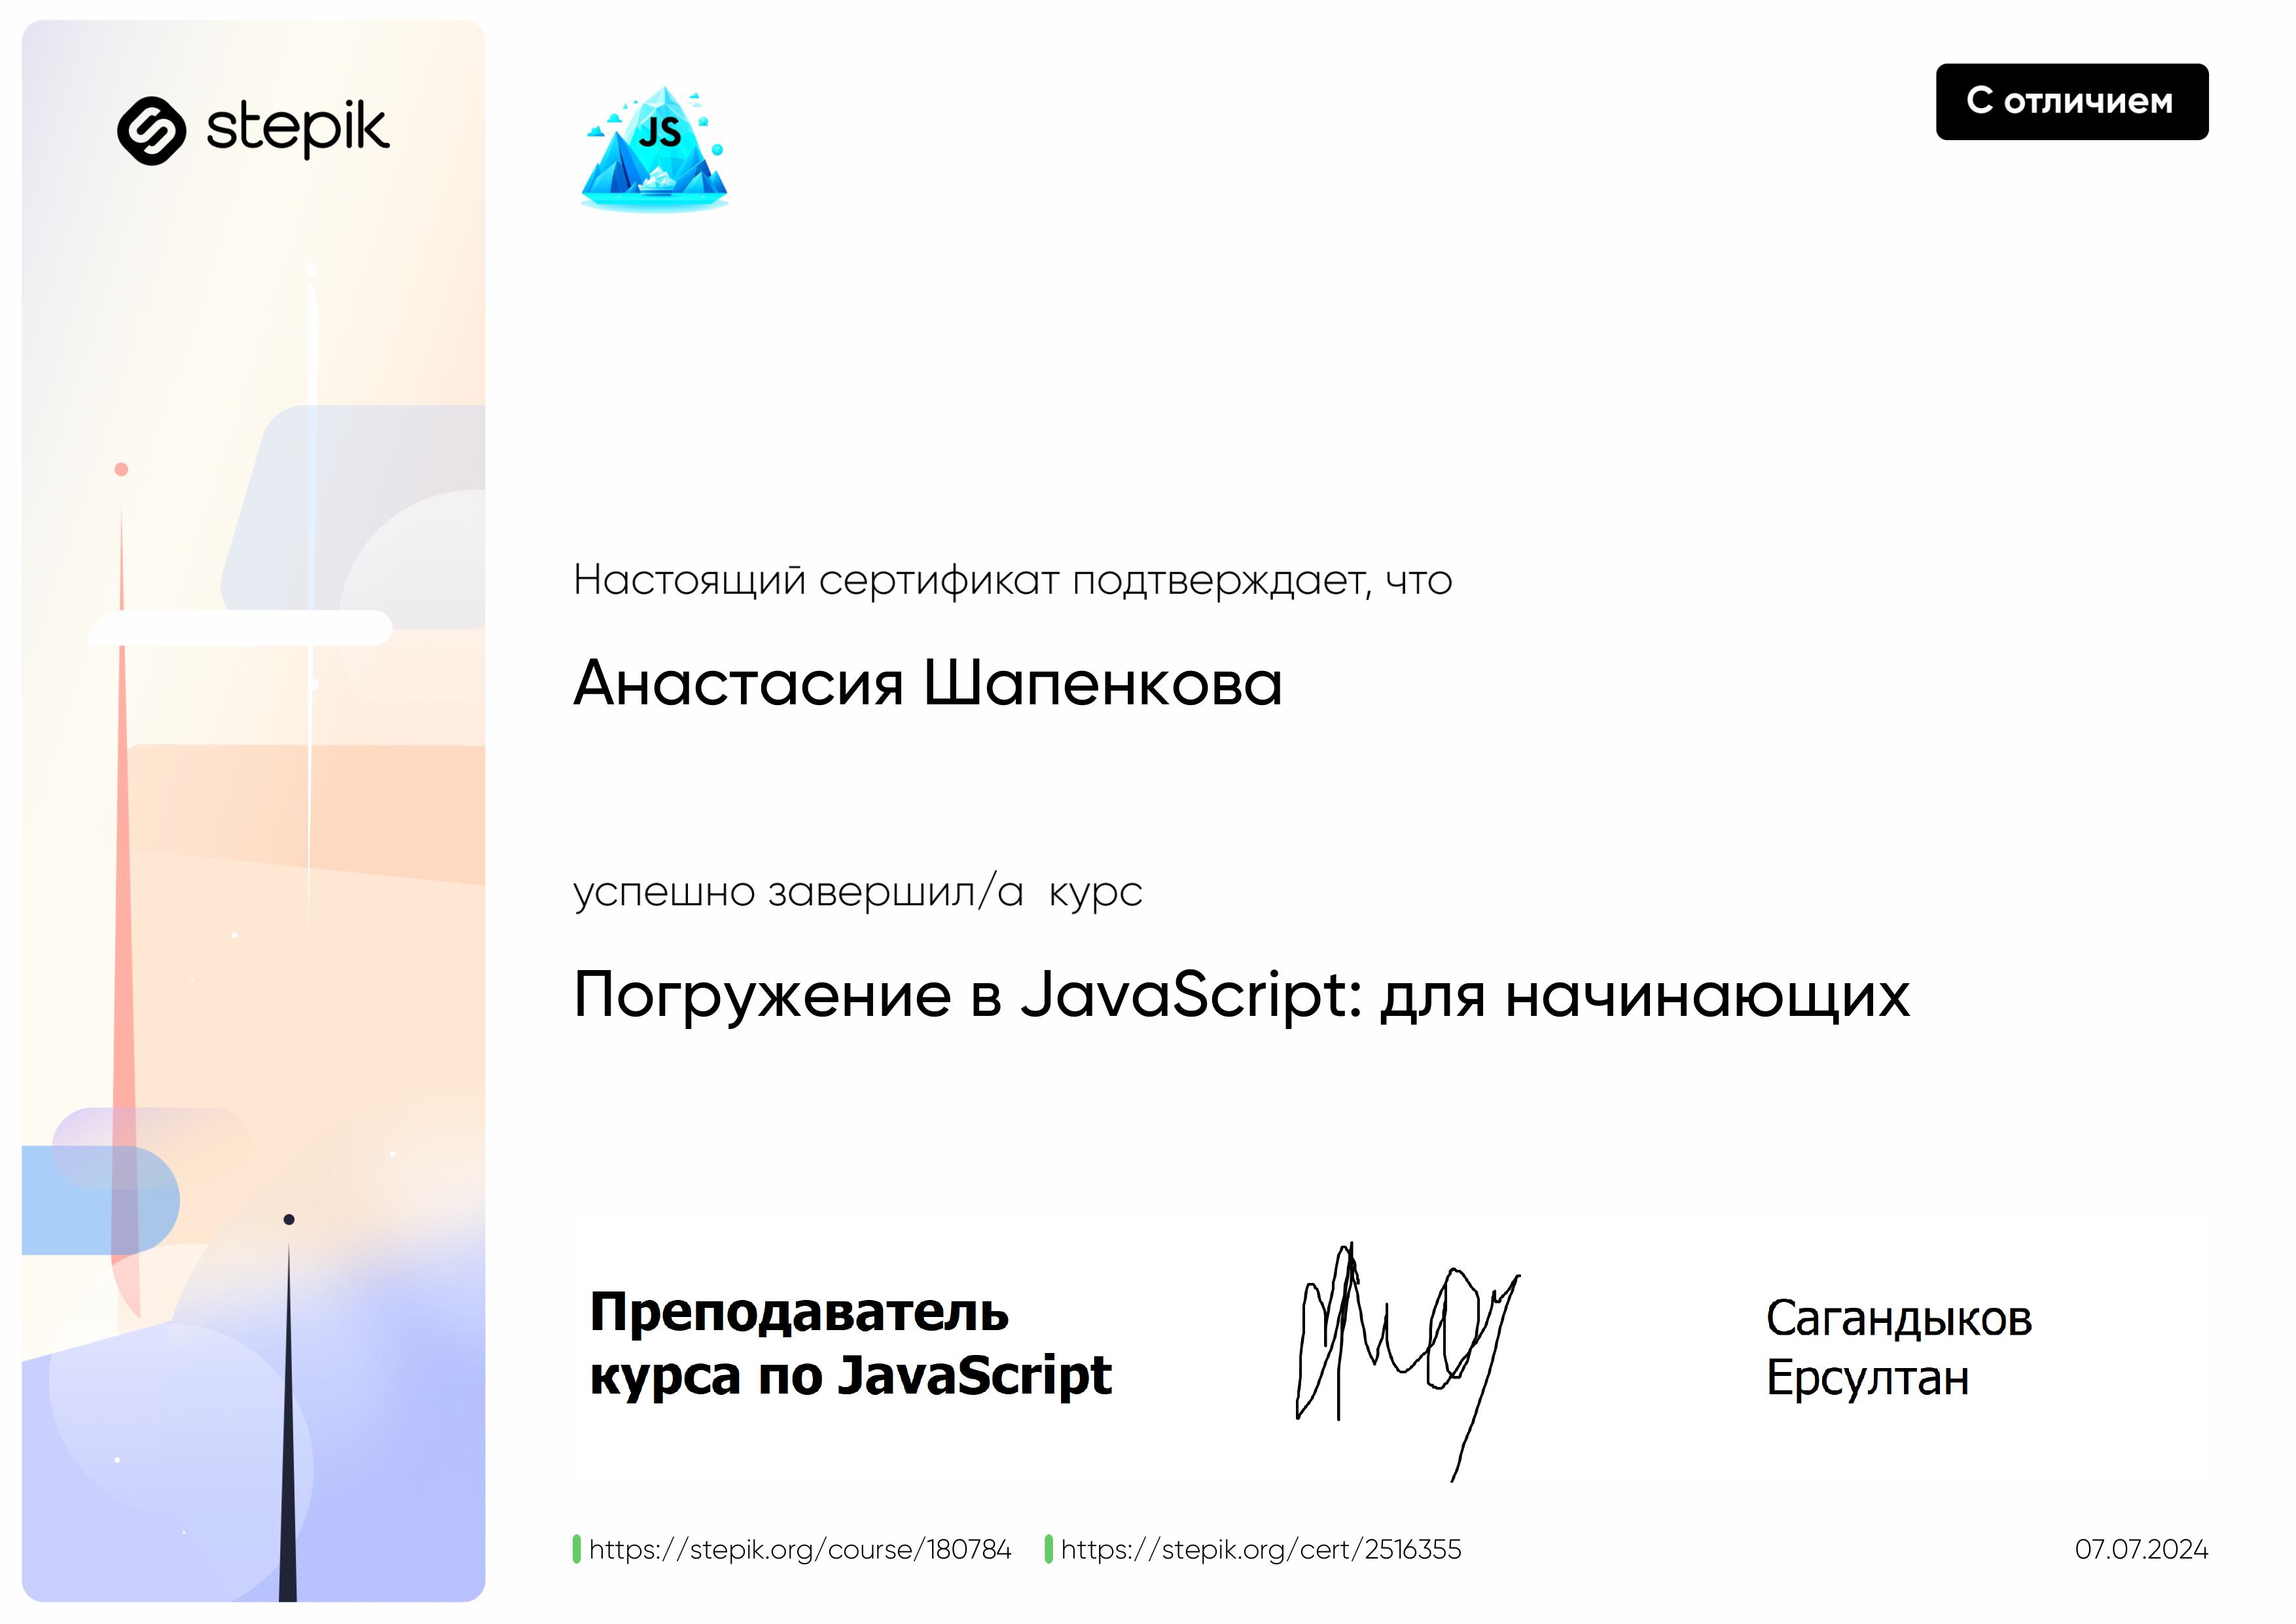 stepik
JS
С отличием
Настоящий сертификат подтверждает, что
Анастасия Шапенкова
успешно завершил/а курс
Погружение в JavaScript: для начинающих
Преподаватель
курса по JavaScript
Сагандыков
Ерсултан
https://stepik.org/course/180784
https://stepik.org/cert/2516355
07.07.2024